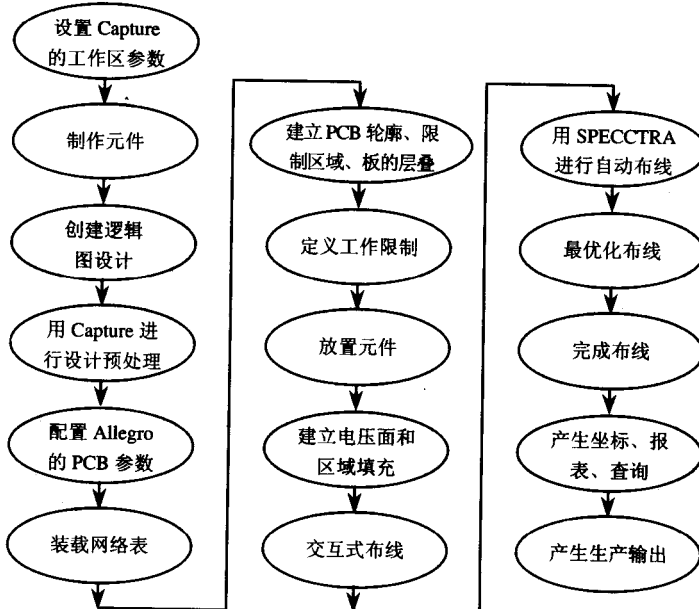 设置 Capture
的工作区参数
制作元件
创建逻辑
图设计
用 Capture 进
行设计预处理
配置 Allegro
的 PCB 参数
装载网络表
建立 PCB 轮廓、限
制区域、板的层叠
定义工作限制
放置元件
建立电压面和
区域填充
交互式布线
用 SPECCTRA
进行自动布线
最优化布线
完成布线
产生坐标、报
表、查询
产生生产输出